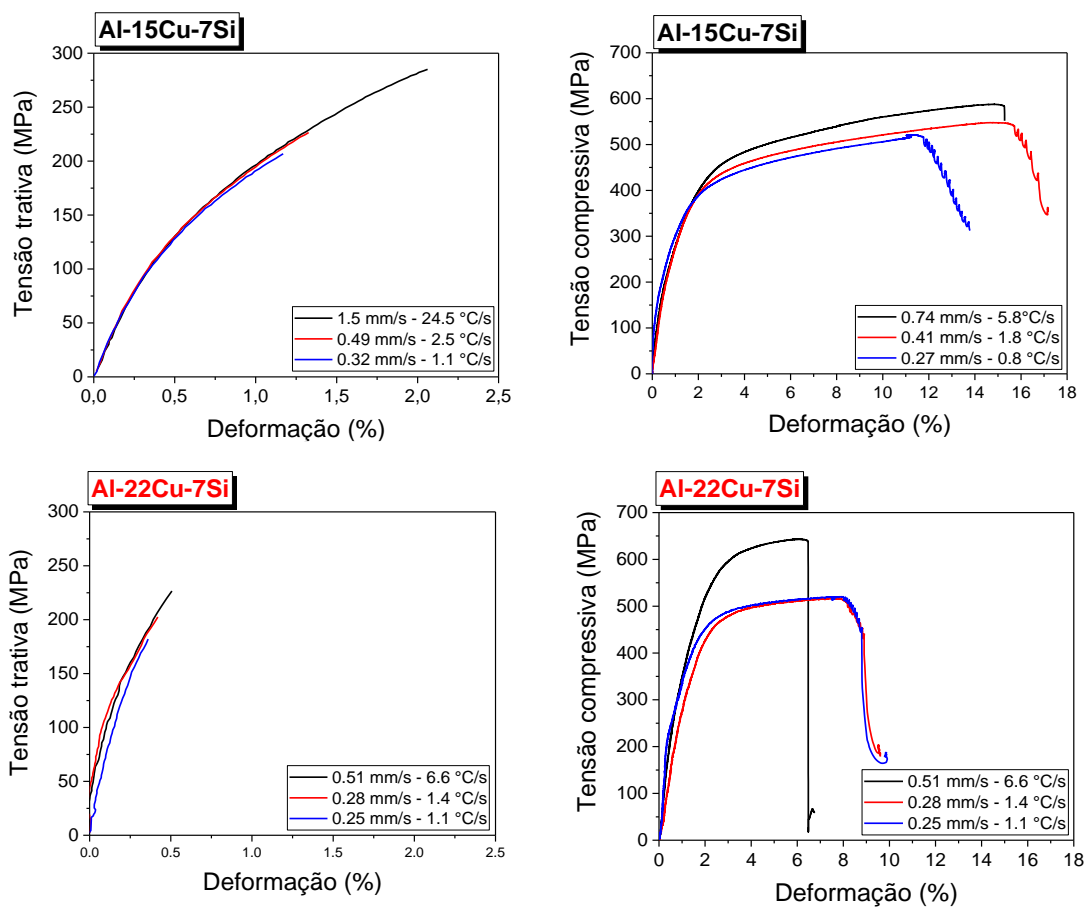 Al-15Cu-7Si
300
250
200
150
100
50
0
Tensão trativa (MPa)
1.5 mm/s - 24.5 °C/s
0.49 mm/s - 2.5 °C/s
0.32 mm/s - 1.1 °C/s
0,0 0,5 1,0 1,5 2,0 2,5
Deformação (%)
Al-15Cu-7Si
700
600
500
400
300
200
100
0
Tensão compressiva (MPa)
0.74 mm/s - 5.8°C/s
0.41 mm/s - 1.8 °C/s
0.27 mm/s - 0.8 °C/s
0 2 4 6 8 10 12 14 16 18
Deformação (%)
Al-22Cu-7Si
300
250
200
150
100
50
0
Tensão trativa (MPa)
0.51 mm/s - 6.6 °C/s
0.28 mm/s - 1.4 °C/s
0.25 mm/s - 1.1 °C/s
0.0 0.5 1.0 1.5 2.0 2.5
Deformação (%)
Al-22Cu-7Si
700
600
500
400
300
200
100
0
Tensão compressiva (MPa)
0.51 mm/s - 6.6 °C/s
0.28 mm/s - 1.4 °C/s
0.25 mm/s - 1.1 °C/s
0 2 4 6 8 10 12 14 16 18
Deformação (%)